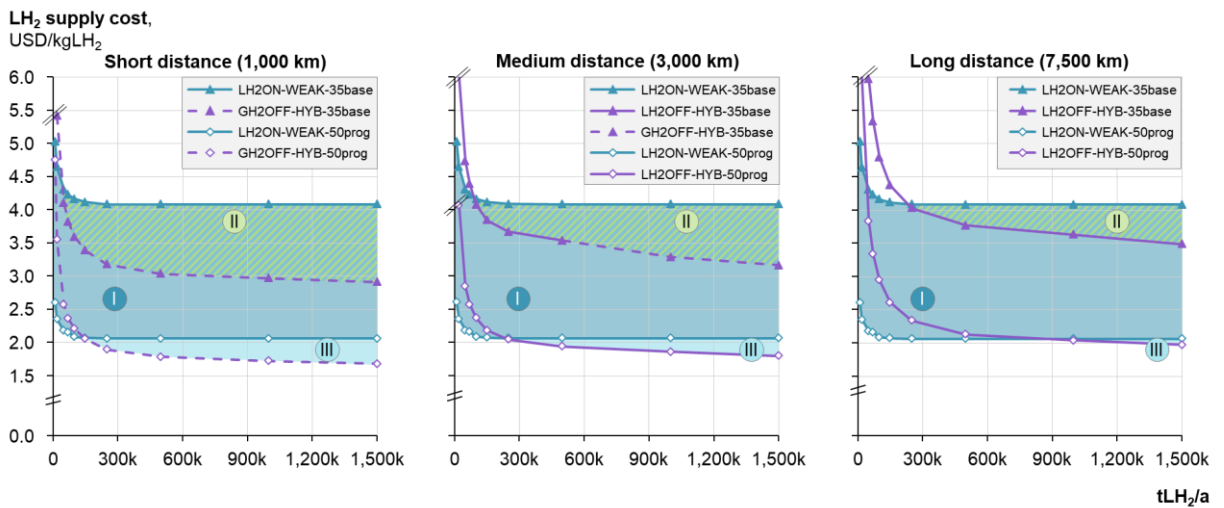 LH₂ supply cost,
USD/kgLH₂
Short distance (1,000 km)
6.0
5.5
5.0
4.5
4.0
3.5
3.0
2.5
2.0
1.5
0.0
LH2ON-WEAK-35base
GH2OFF-HYB-35base
LH2ON-WEAK-50prog
GH2OFF-HYB-50prog
II
I
III
0 300k 600k 900k 1,200k 1,500k
Medium distance (3,000 km)
LH2ON-WEAK-35base
LH2OFF-HYB-35base
GH2OFF-HYB-35base
LH2ON-WEAK-50prog
LH2OFF-HYB-50prog
II
I
III
0 300k 600k 900k 1,200k 1,500k
Long distance (7,500 km)
LH2ON-WEAK-35base
LH2OFF-HYB-35base
LH2ON-WEAK-50prog
LH2OFF-HYB-50prog
II
I
III
0 300k 600k 900k 1,200k 1,500k
tLH₂/a